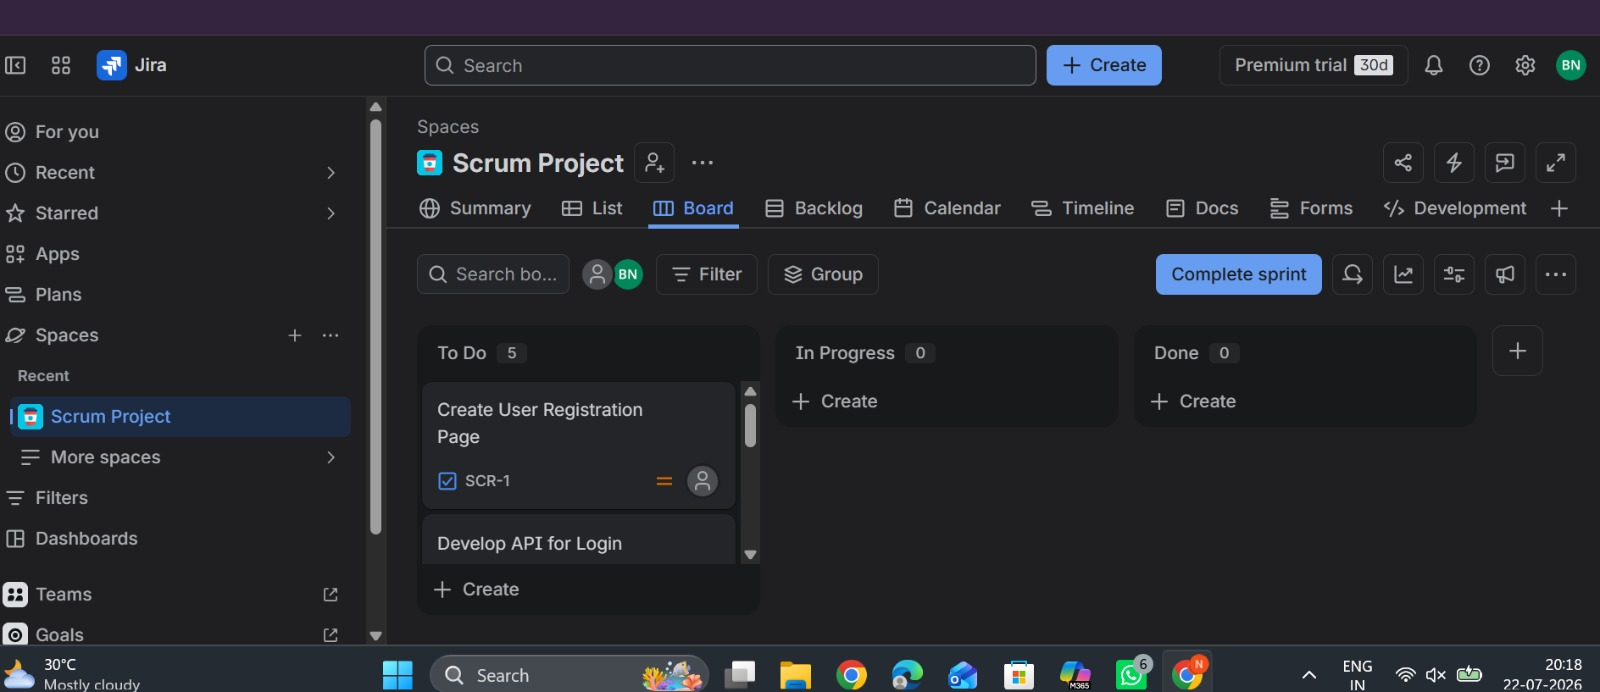 Jira
Search
Create
Premium trial 30d
BN
For you
Recent
Starred
Apps
Plans
Spaces
Recent
Scrum Project
More spaces
Filters
Dashboards
Teams
Goals
Spaces
Scrum Project
Summary
List
Board
Backlog
Calendar
Timeline
Docs
Forms
Development
Search bo...
BN
Filter
Group
Complete sprint
To Do 5
Create User Registration
Page
SCR-1
Develop API for Login
Create
In Progress 0
Create
Done 0
Create
30°C
Mostly cloudy
Search
M365
6
N
ENG
IN
20:18
22-07-2026